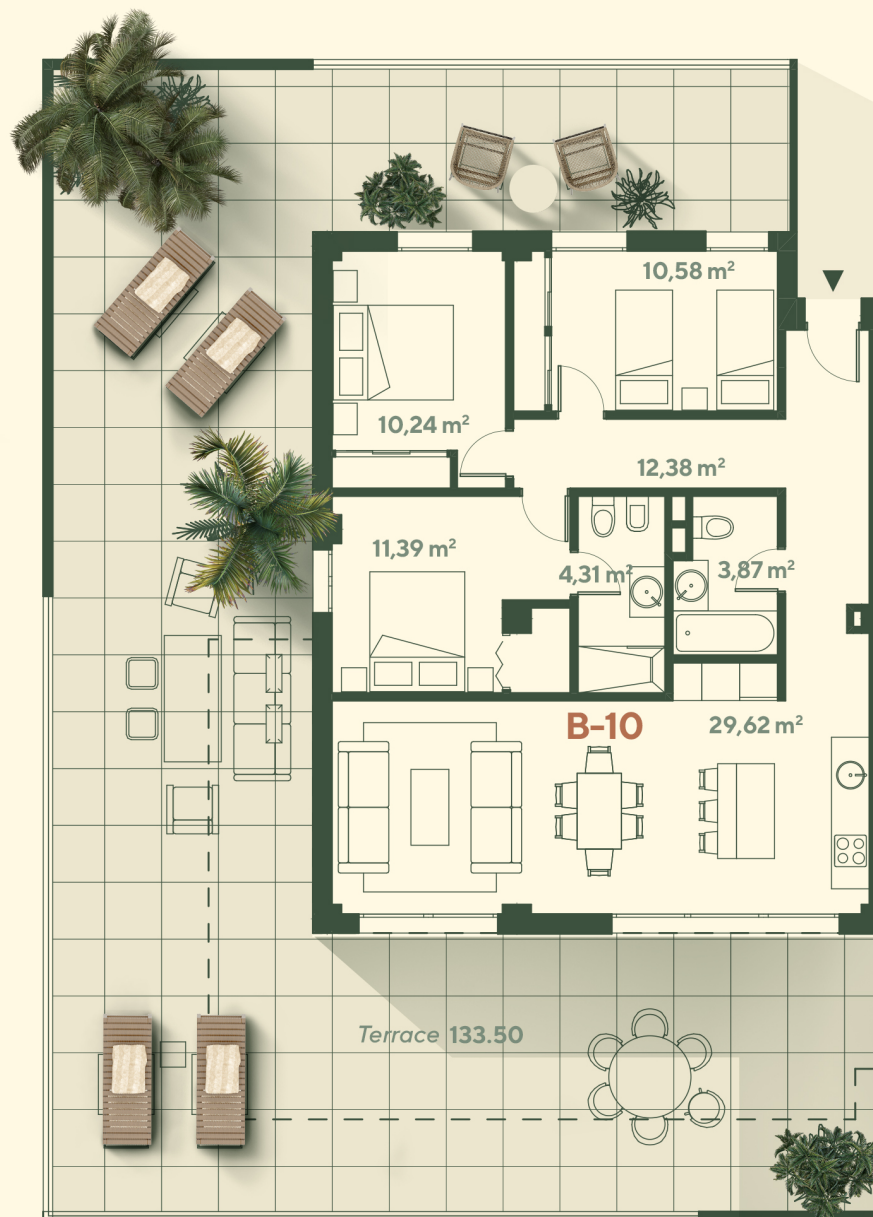 10,58 m²
10,24 m²
12,38 m²
11,39 m²
4,31 m²
3,87 m²
B-10
29,62 m²
Terrace 133.50